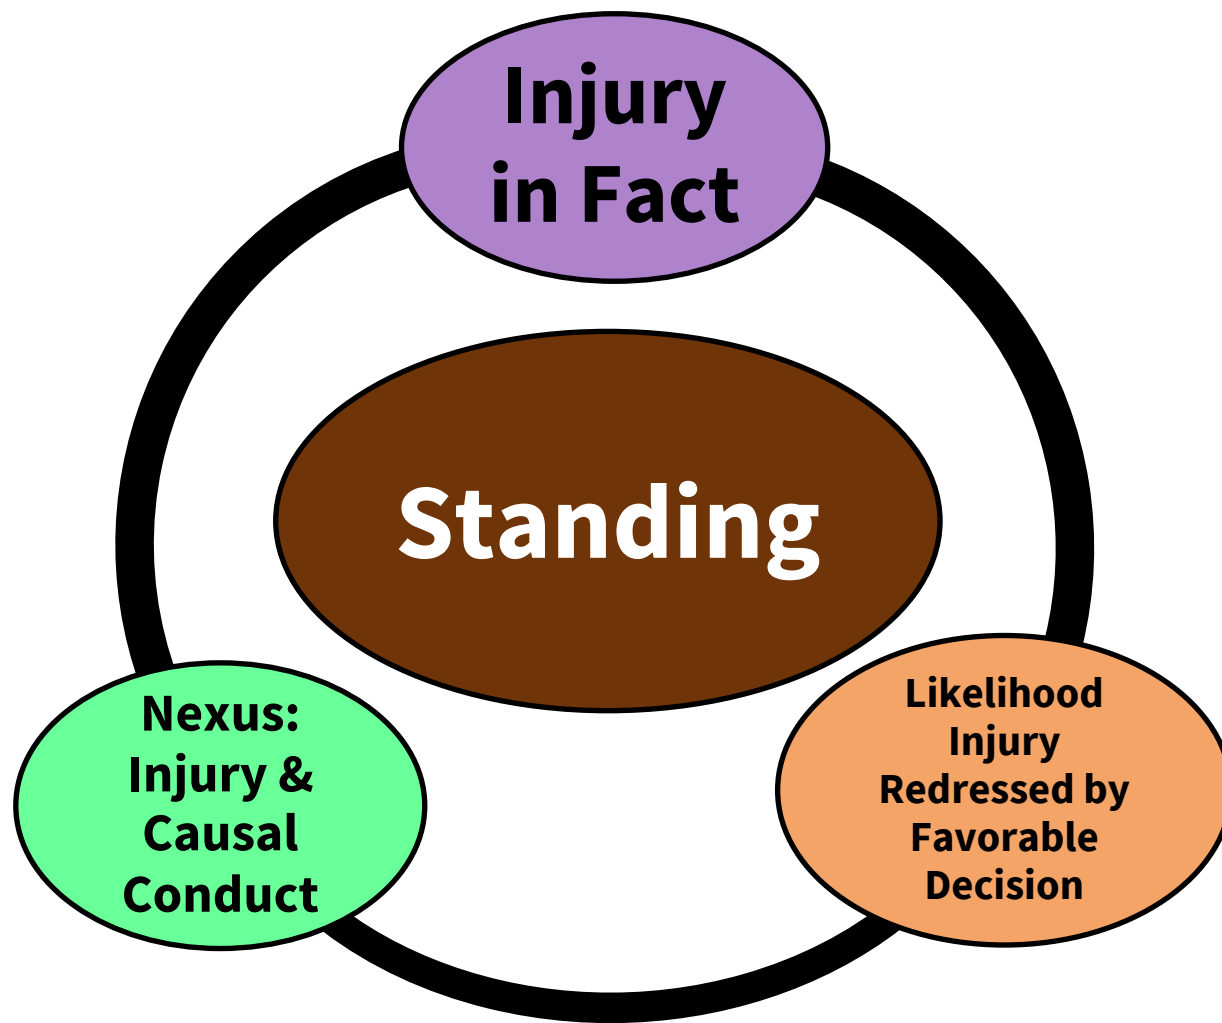 Injury
in Fact
Standing
Nexus:
Injury &
Causal
Conduct
Likelihood
Injury
Redressed by
Favorable
Decision